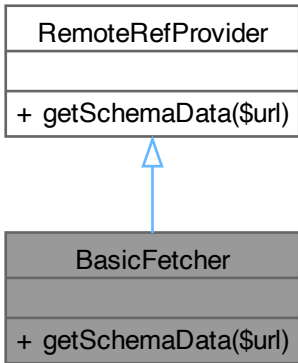 RemoteRefProvider
+ getSchemaData($url)
BasicFetcher
+ getSchemaData($url)